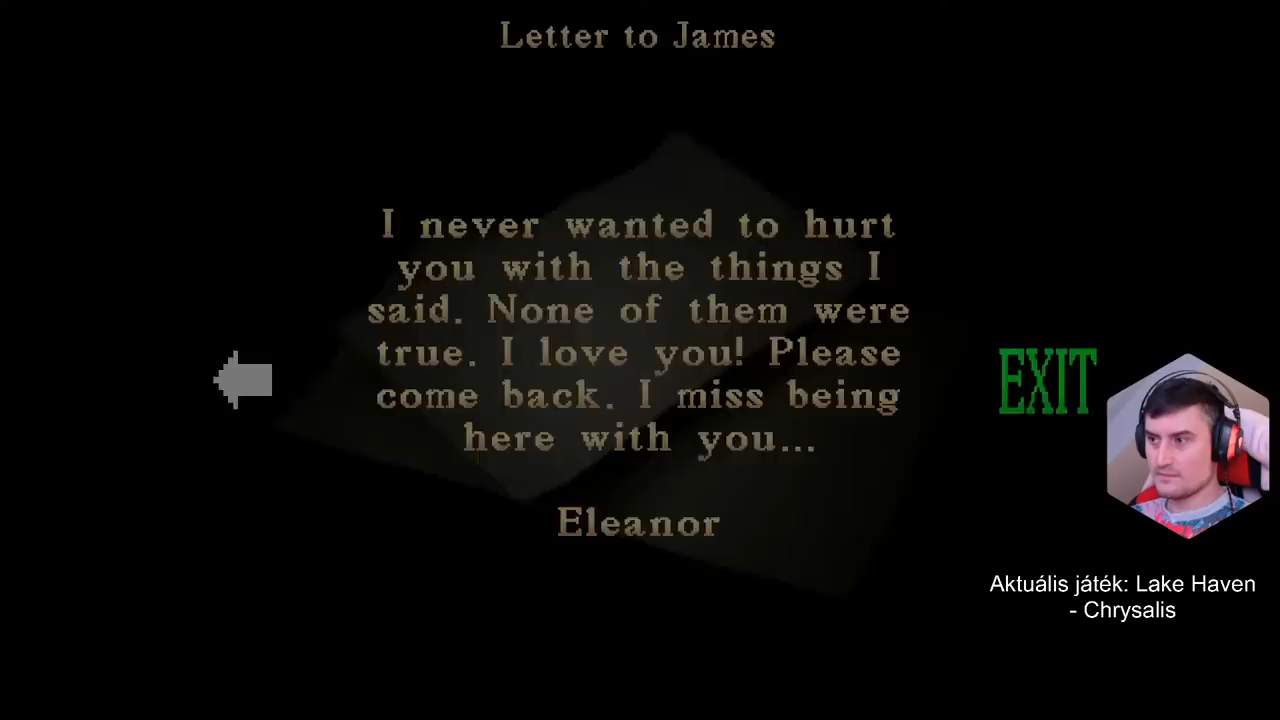 Letter to James
I never wanted to hurt
you with the things I
said. None of them were
true. I love you! Please
come back. I miss being
here with you...
Eleanor
EXIT
Aktuális játék: Lake Haven
- Chrysalis